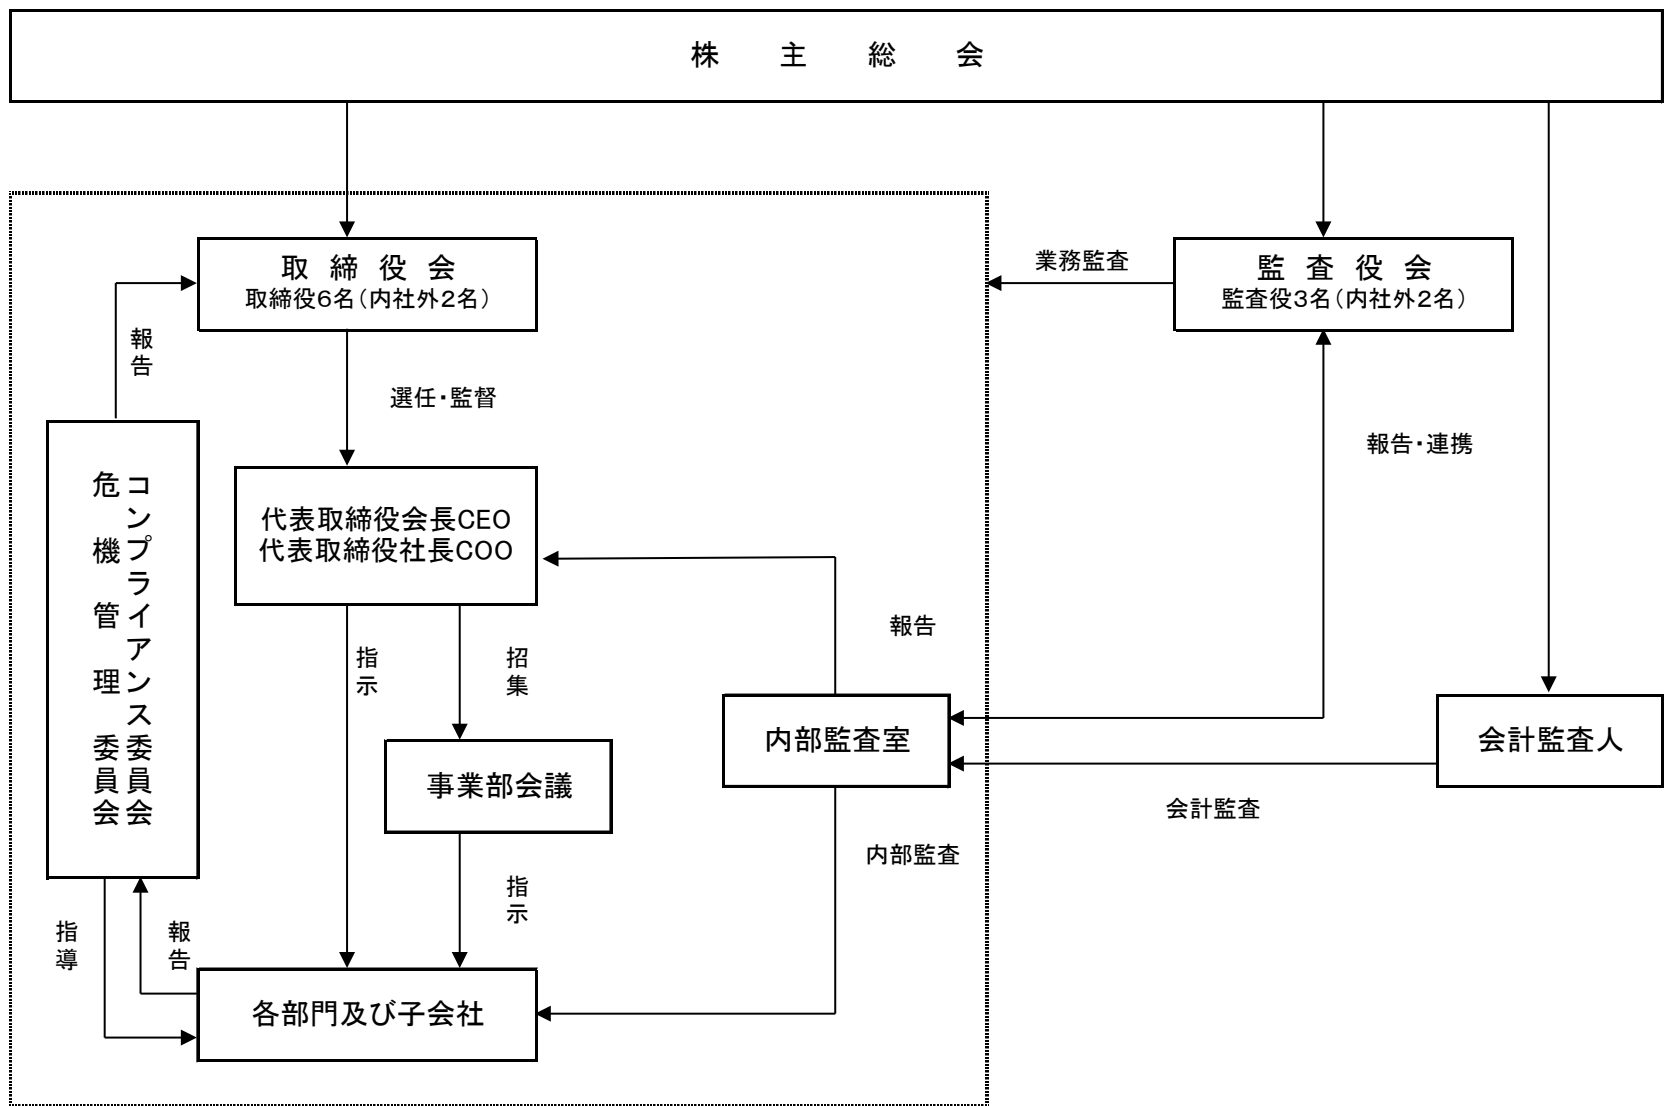 株主総会
取締役会
取締役6名（内社外2名）
業務監査
監査役会
監査役3名（内社外2名）
報告
選任・監督
報告・連携
コンプライアンス委員会
危機管理委員会
代表取締役会長CEO
代表取締役社長COO
報告
指示
招集
内部監査室
会計監査人
事業部会議
会計監査
内部監査
指示
指導
報告
各部門及び子会社